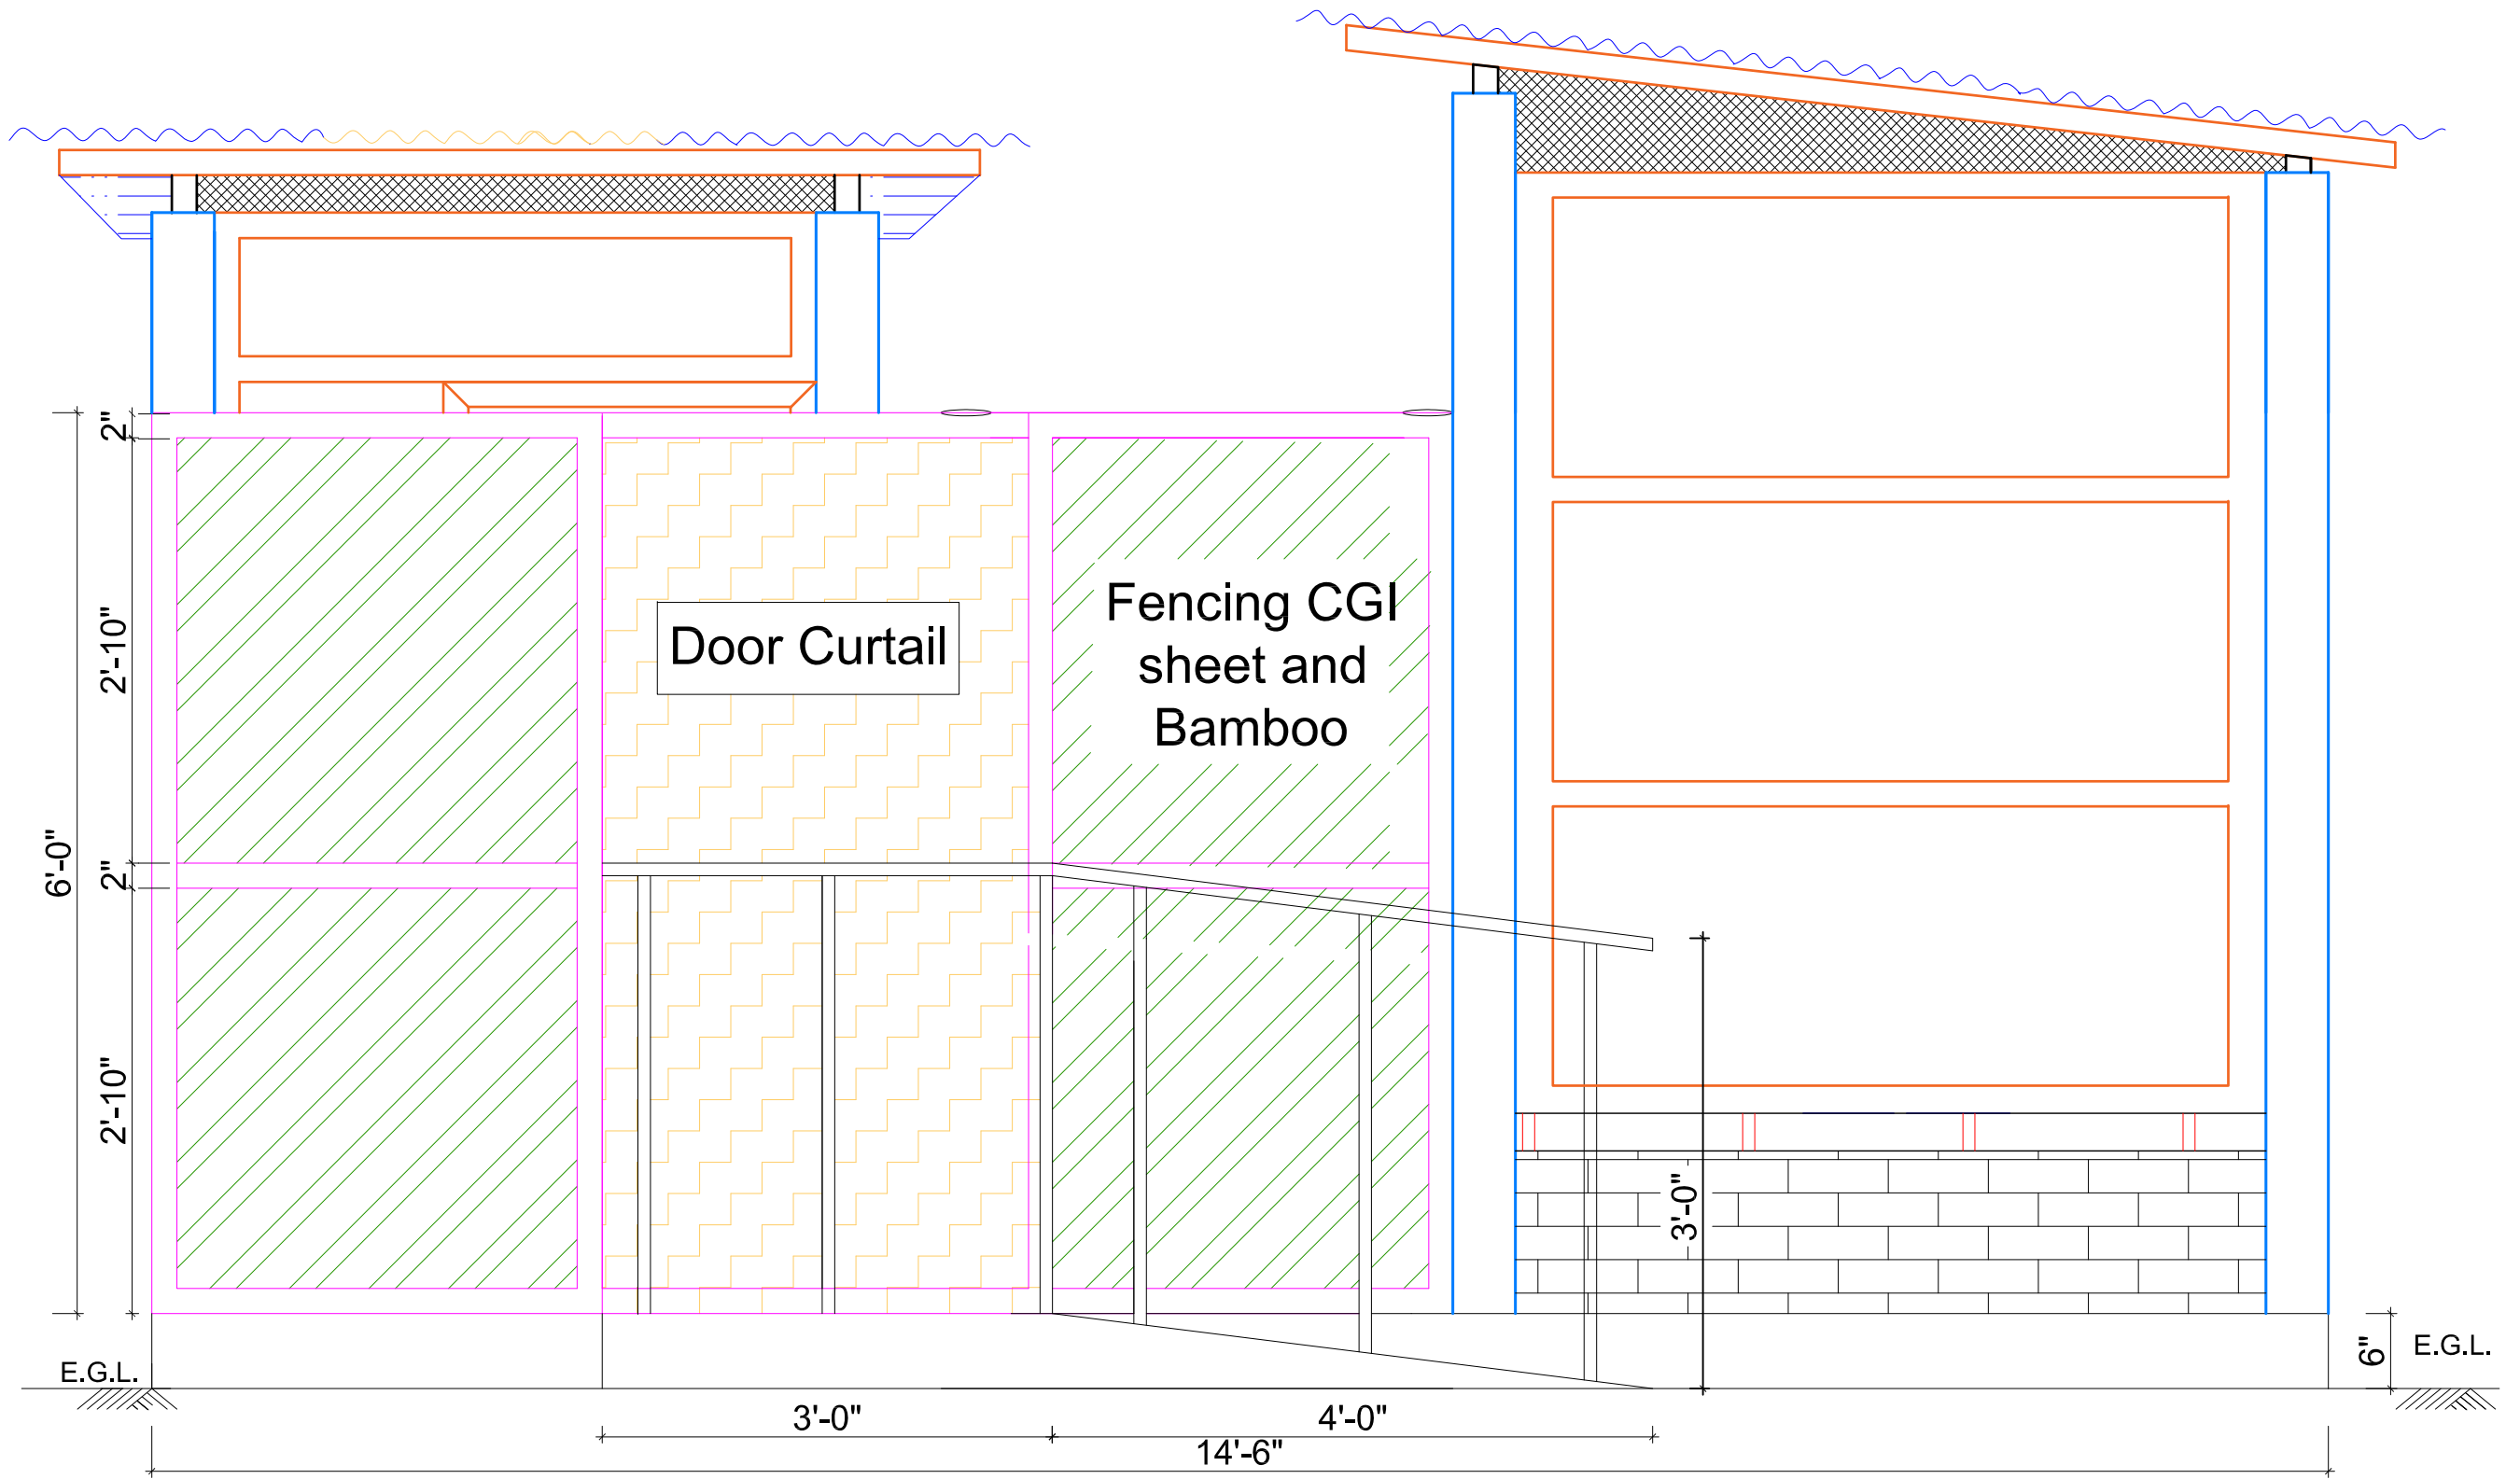 2"
2'-10"
6'-0"
2"
2'-10"
Door Curtail
Fencing CGI
sheet and
Bamboo
3'-0"
6"
E.G.L.
E.G.L.
3'-0"
4'-0"
14'-6"